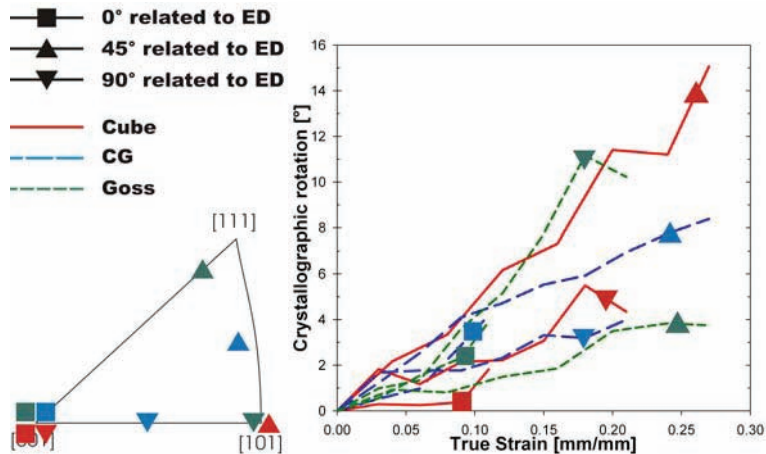 0° related to ED
45° related to ED
90° related to ED
Cube
CG
Goss
[111]
[101]
Crystallographic rotation [°]
16
14
12
10
8
6
4
2
0
0.00 0.05 0.10 0.15 0.20 0.25 0.30
True Strain [mm/mm]